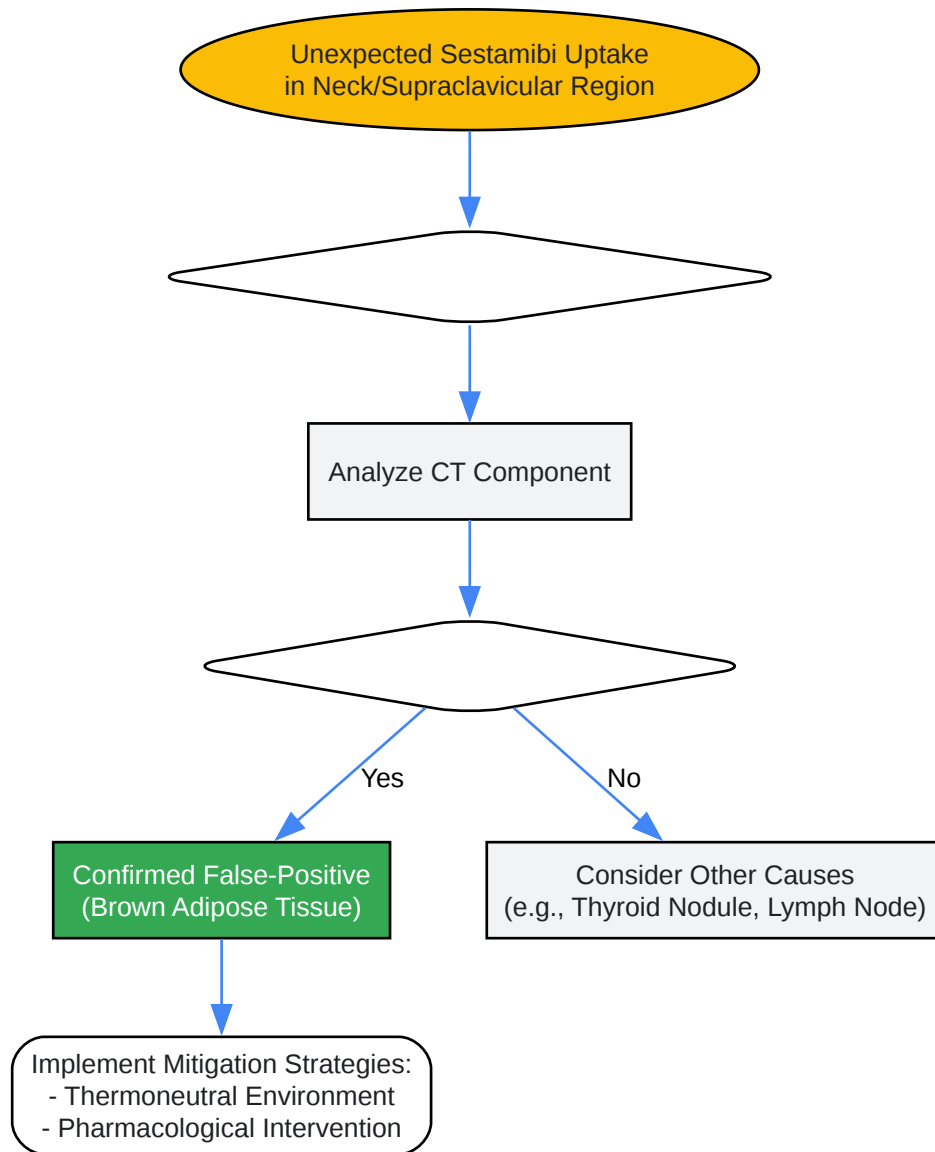 Unexpected Sestamibi Uptake
in Neck/Supraclavicular Region
Analyze CT Component
Yes
No
Confirmed False-Positive
(Brown Adipose Tissue)
Consider Other Causes
(e.g., Thyroid Nodule, Lymph Node)
Implement Mitigation Strategies:
- Thermoneutral Environment
- Pharmacological Intervention